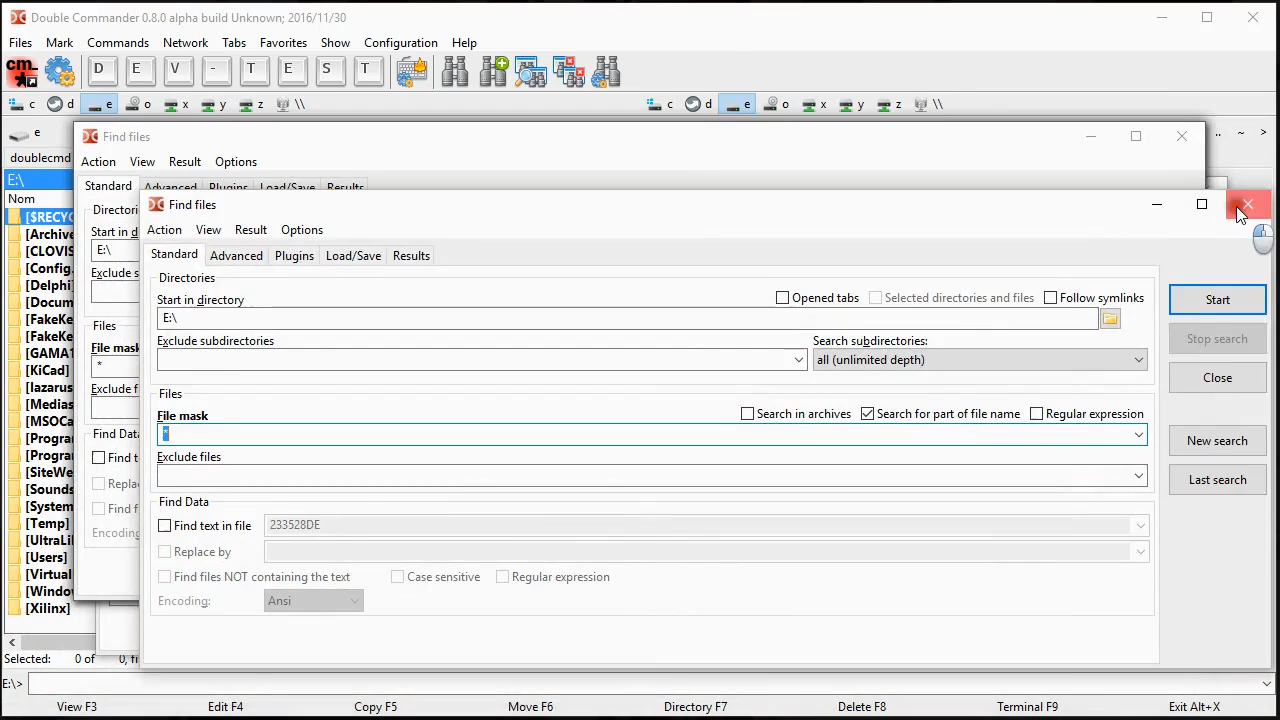 Double Commander 0.8.0 alpha build Unknown; 2016/11/30
Files Mark Commands Network Tabs Favorites Show Configuration Help
cm_ D E V - T E S T
c d e o x y z \\ c d e o x y z \\
e .. ~ >
doublecmd
E:\
Nom
[$RECYC
[Archive
[CLOVIS
[Config.
[Delphi]
[Docum
[FakeKe
[FakeKe
[GAMA1
[KiCad]
[lazarus
[Medias
[MSOCa
[Progra
[Progra
[SiteWe
[Sounds
[System
[Temp]
[UltraLi
[Users]
[Virtual
[Windo
[Xilinx]
Find files
Action View Result Options
Standard Advanced Plugins Load/Save Results
Directori
Start in d
E:\
Exclude s
Files
File mask
*
Exclude f
Find Data
Find t
Replac
Find f
Encoding
Find files
Action View Result Options
Standard Advanced Plugins Load/Save Results
Directories
Start in directory Opened tabs Selected directories and files Follow symlinks
E:\
Exclude subdirectories Search subdirectories:
all (unlimited depth)
Files
File mask Search in archives Search for part of file name Regular expression
*
Exclude files
Find Data
Find text in file 233528DE
Replace by
Find files NOT containing the text Case sensitive Regular expression
Encoding: Ansi
Start
Stop search
Close
New search
Last search
< Selected: 0 of 0, fi
E:\>
View F3 Edit F4 Copy F5 Move F6 Directory F7 Delete F8 Terminal F9 Exit Alt+X